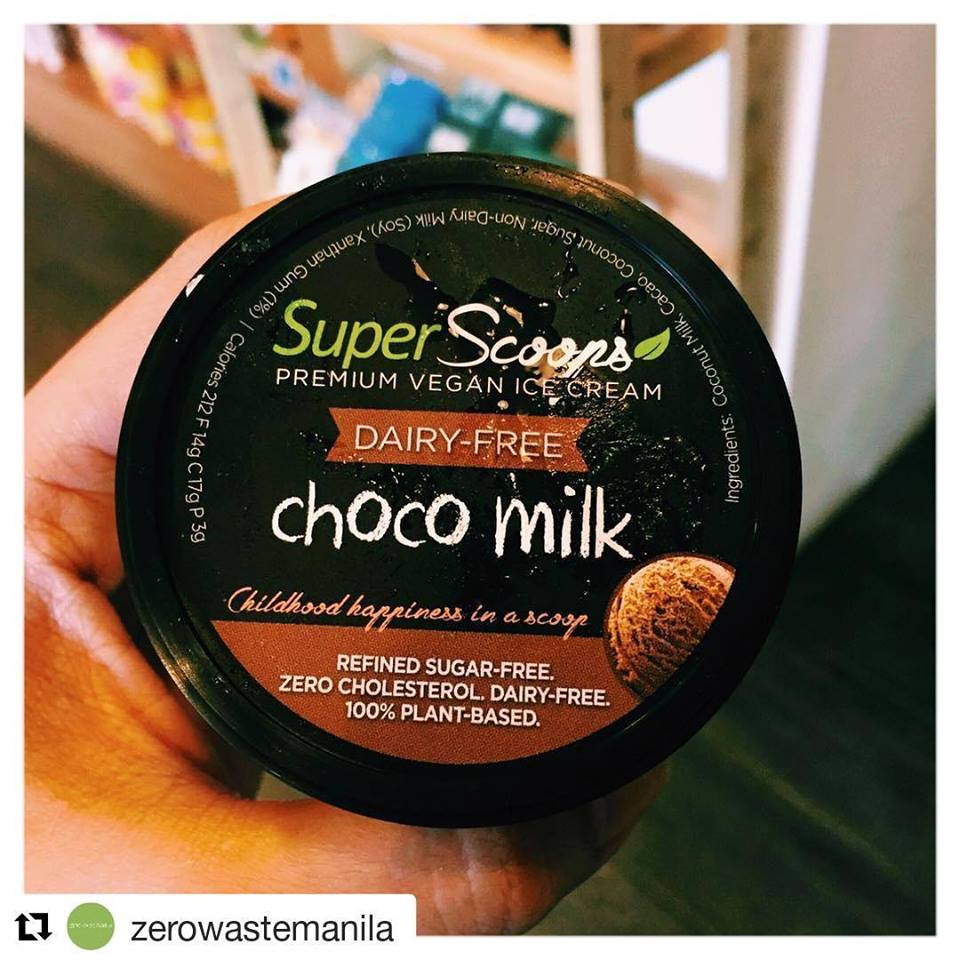 Ingredients: Coconut Milk, Cacao, Coconut Sugar, Non-Dairy Milk (Soy), Xanthan Gum (1%) | Calories 212 F 14g C 17g P 3g
Super Scoops
PREMIUM VEGAN ICE CREAM
DAIRY-FREE
choco milk
Childhood happiness in a scoop
REFINED SUGAR-FREE.
ZERO CHOLESTEROL. DAIRY-FREE.
100% PLANT-BASED.
zerowastemanila